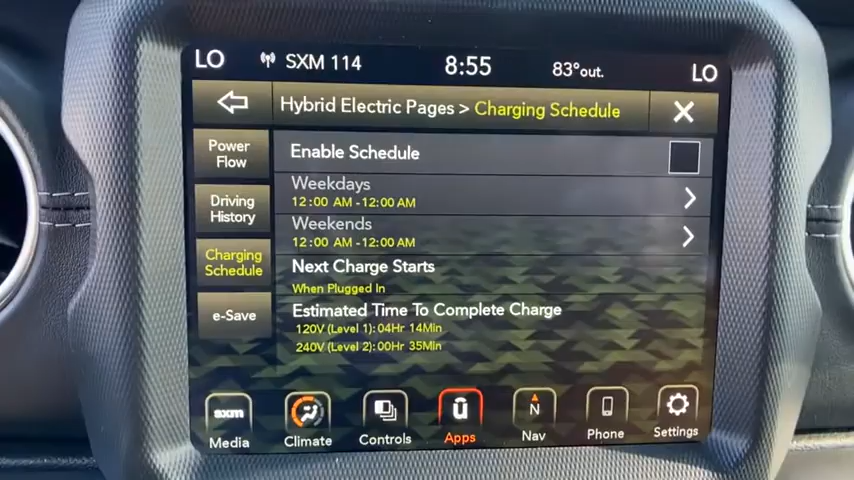 LO SXM 114 8:55 83°out. LO
Hybrid Electric Pages > Charging Schedule
Power
Flow
Driving
History
Charging
Schedule
e-Save
Enable Schedule
Weekdays
12:00 AM - 12:00 AM
Weekends
12:00 AM - 12:00 AM
Next Charge Starts
When Plugged In
Estimated Time To Complete Charge
120V (Level 1): 04Hr 14Min
240V (Level 2): 00Hr 35Min
sxm
N
Media Climate Controls Apps Nav Phone Settings